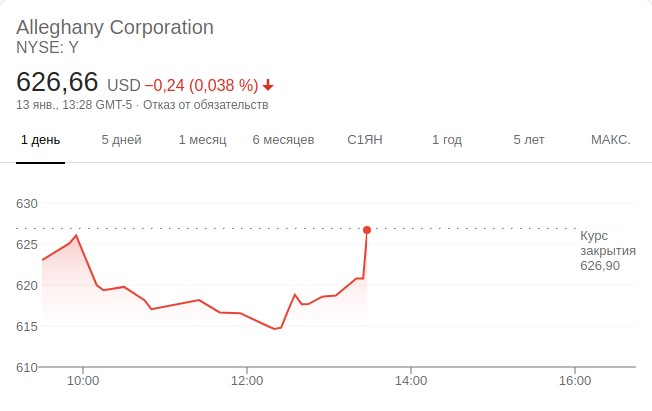 Alleghany Corporation
NYSE: Y
626,66 USD −0,24 (0,038 %)
13 янв., 13:28 GMT-5 · Отказ от обязательств
1 день 5 дней 1 месяц 6 месяцев С1ЯН 1 год 5 лет МАКС.
630
625
620
615
610
Курс
закрытия
626,90
10:00 12:00 14:00 16:00